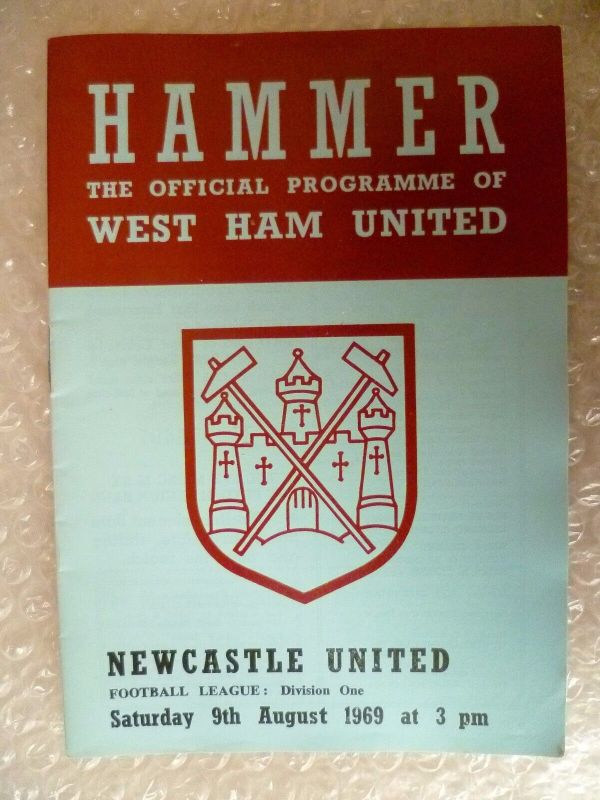 HAMMER
THE OFFICIAL PROGRAMME OF
WEST HAM UNITED
NEWCASTLE UNITED
FOOTBALL LEAGUE: Division One
Saturday 9th August 1969 at 3 pm